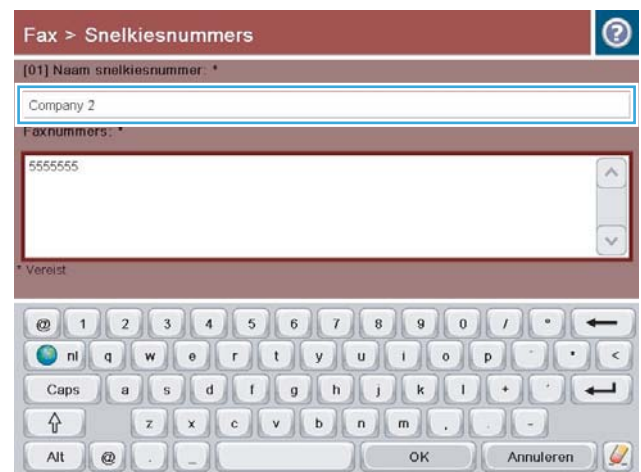 Fax > Snelkiesnummers
[01] Naam snelkiesnummer: *
Company 2
Faxnummers: *
5555555
* Vereist
@ 1 2 3 4 5 6 7 8 9 0 / ° ←
nl q w e r t y u i o p <
Caps a s d f g h j k l +
z x c v b n m , . -
Alt @ . _ OK Annuleren